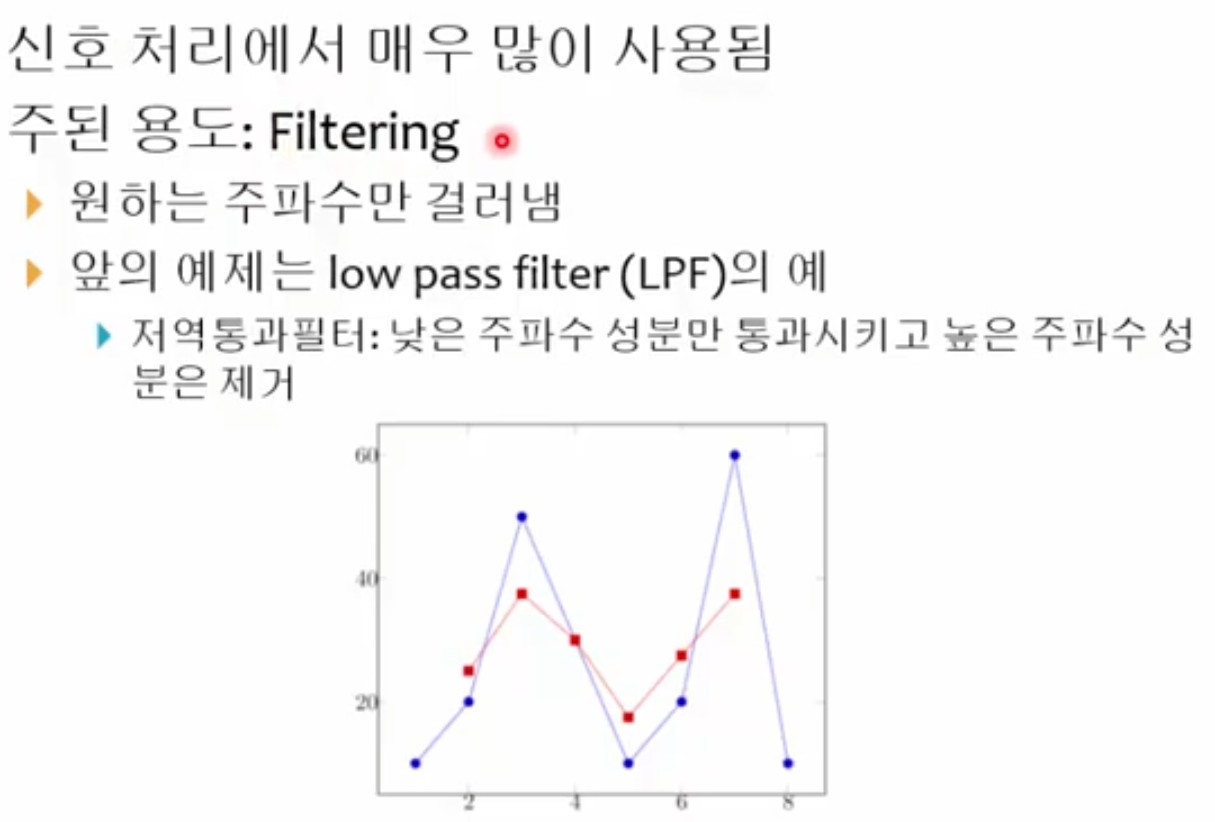 신호 처리에서 매우 많이 사용됨
주된 용도: Filtering
원하는 주파수만 걸러냄
앞의 예제는 low pass filter (LPF)의 예
저역통과필터: 낮은 주파수 성분만 통과시키고 높은 주파수 성
분은 제거
60
40
20
2 4 6 8